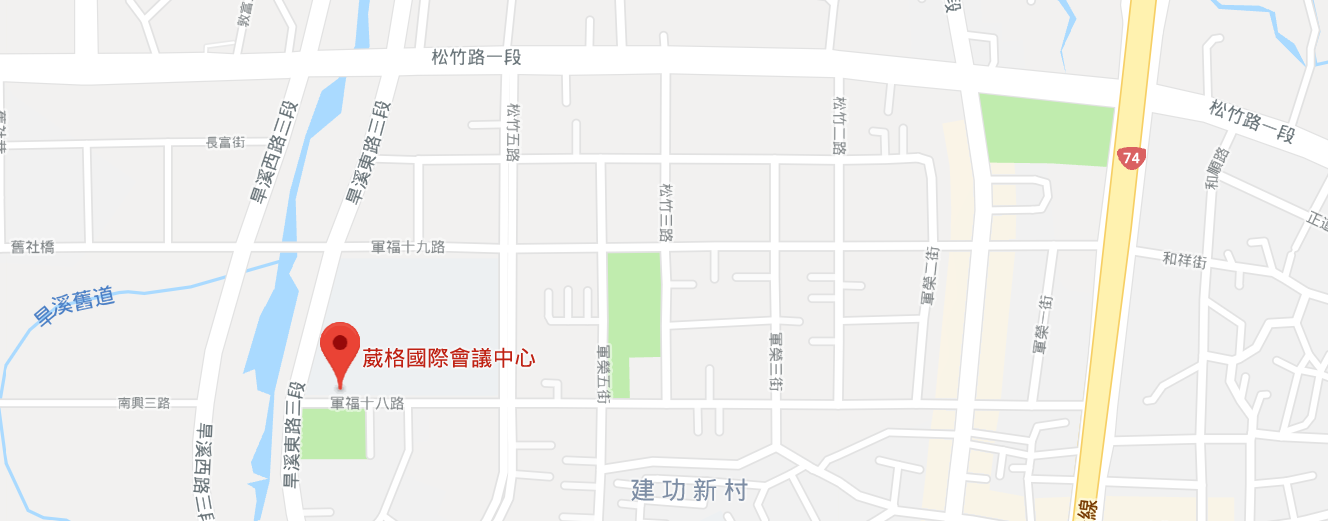 敦富
松竹路一段
松竹路一段
旱溪西路三段
旱溪東路三段
長富街
松竹五路
松竹二路
74
和順路
松竹三路
舊社橋
軍福十九路
和祥街
軍榮二街
旱溪舊道
軍榮一街
葳格國際會議中心
軍榮五街
軍榮三街
南興三路
軍福十八路
旱溪東路三段
旱溪西路三段
建功新村
線